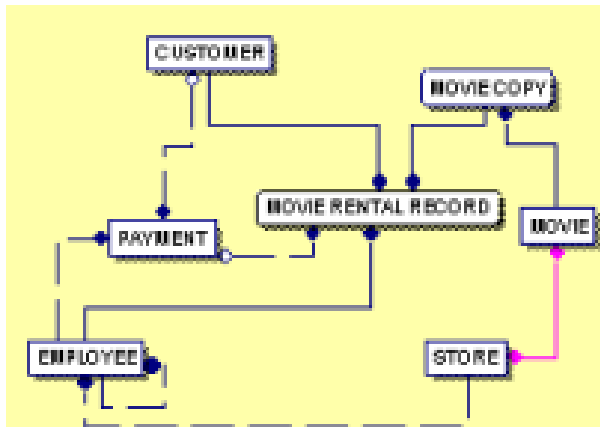 CUSTOMER
MOVIE COPY
MOVIE RENTAL RECORD
PAYMENT
MOVIE
EMPLOYEE
STORE